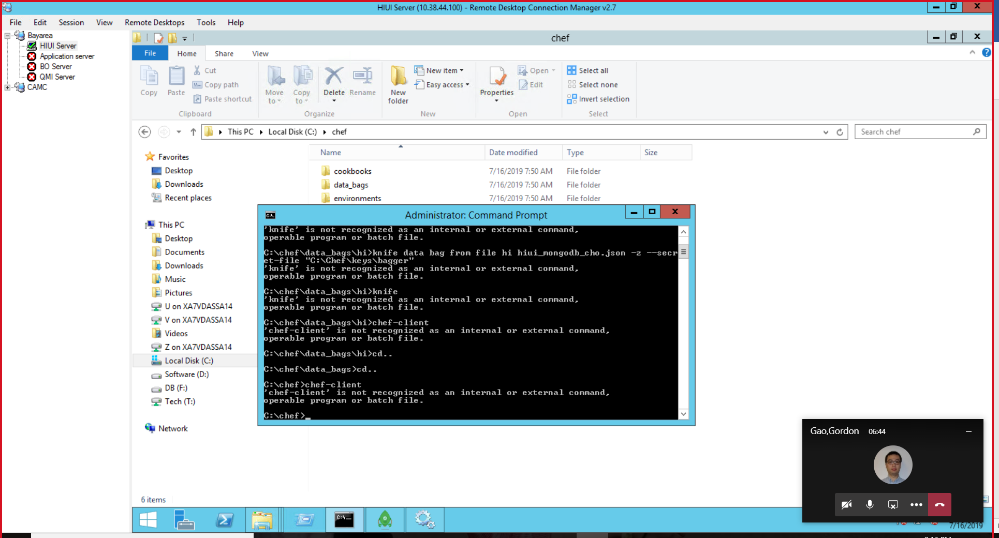 HIUI Server (10.38.44.100) - Remote Desktop Connection Manager v2.7
File Edit Session View Remote Desktops Tools Help
Bayarea
HIUI Server
Application server
BO Server
QMI Server
CAMC
chef
File Home Share View
Copy
Paste
Cut
Copy path
Paste shortcut
Clipboard
Move to
Copy to
Delete
Rename
Organize
New folder
New item
Easy access
New
Properties
Open
Edit
Open
Select all
Select none
Invert selection
Select
This PC Local Disk (C:) chef
Search chef
Favorites
Desktop
Downloads
Recent places
This PC
Desktop
Documents
Downloads
Music
Pictures
U on XA7VDASSA14
V on XA7VDASSA14
Videos
Z on XA7VDASSA14
Local Disk (C:)
Software (D:)
DB (F:)
Tech (T:)
Network
Name Date modified Type Size
cookbooks 7/16/2019 7:50 AM File folder
data_bags 7/16/2019 7:50 AM File folder
environments 7/16/2019 7:50 AM File folder
Administrator: Command Prompt
'knife' is not recognized as an internal or external command,
operable program or batch file.
C:\chef\data_bags\hi>knife data bag from file hi hiui_mongodb_cho.json -z --secr
et-file "C:\Chef\keys\bagger"
'knife' is not recognized as an internal or external command,
operable program or batch file.
C:\chef\data_bags\hi>knife
'knife' is not recognized as an internal or external command,
operable program or batch file.
C:\chef\data_bags\hi>chef-client
'chef-client' is not recognized as an internal or external command,
operable program or batch file.
C:\chef\data_bags\hi>cd..
C:\chef\data_bags>cd..
C:\chef>chef-client
'chef-client' is not recognized as an internal or external command,
operable program or batch file.
C:\chef>_
6 items
Gao,Gordon 06:44
7/16/2019